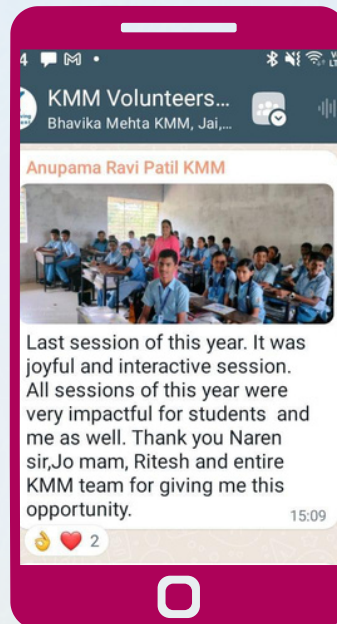 4
KMM Volunteers...
Bhavika Mehta KMM, Jai,...
Anupama Ravi Patil KMM
Last session of this year. It was
joyful and interactive session.
All sessions of this year were
very impactful for students  and
me as well. Thank you Naren
sir,Jo mam, Ritesh and entire
KMM team for giving me this
opportunity.
15:09
👌 ❤️ 2